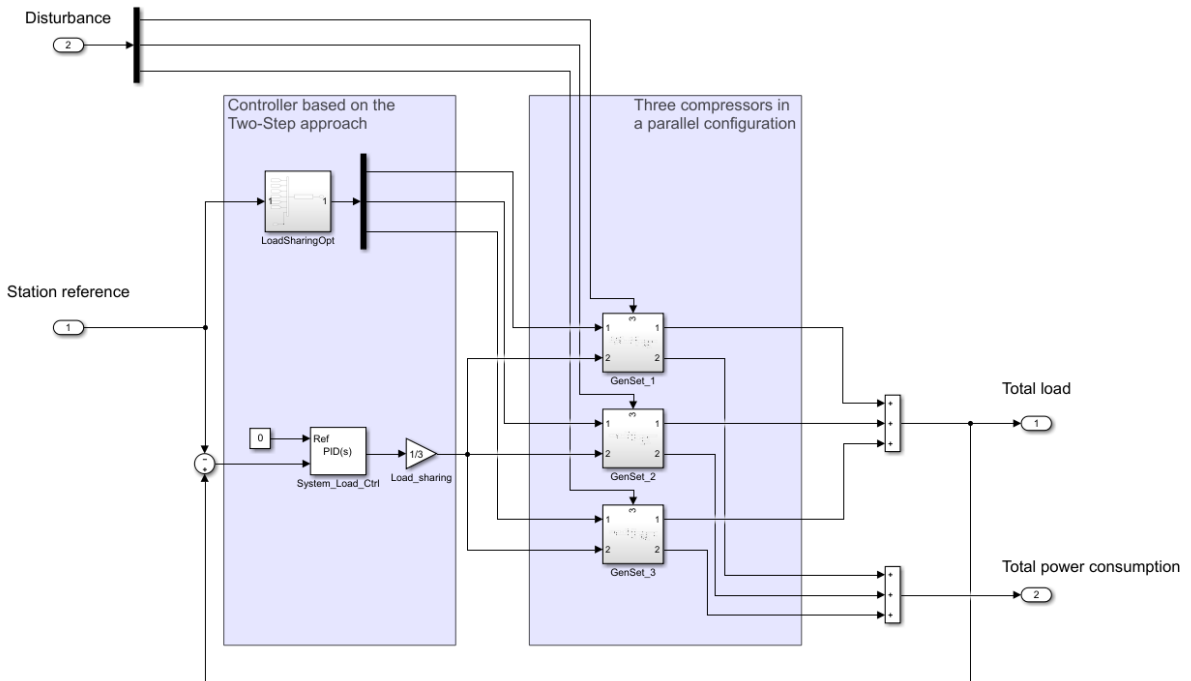 Disturbance
2
Controller based on the
Two-Step approach
Three compressors in
a parallel configuration
1 1
LoadSharingOpt
Station reference
1
3
1 1
2 2
GenSet_1
3
1 1
2 2
GenSet_2
3
1 1
2 2
GenSet_3
0
Ref
PID(s)
System_Load_Ctrl
1/3
Load_sharing
-
+
+
+
+
Total load
1
+
+
+
Total power consumption
2